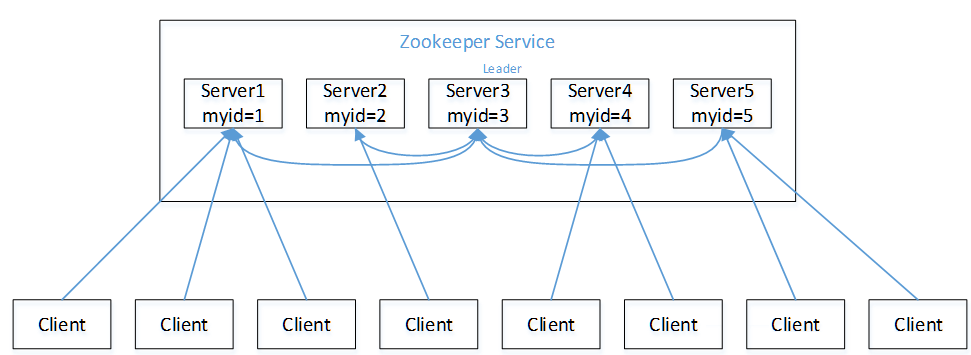 Zookeeper Service
Leader
Server1
myid=1
Server2
myid=2
Server3
myid=3
Server4
myid=4
Server5
myid=5
Client
Client
Client
Client
Client
Client
Client
Client